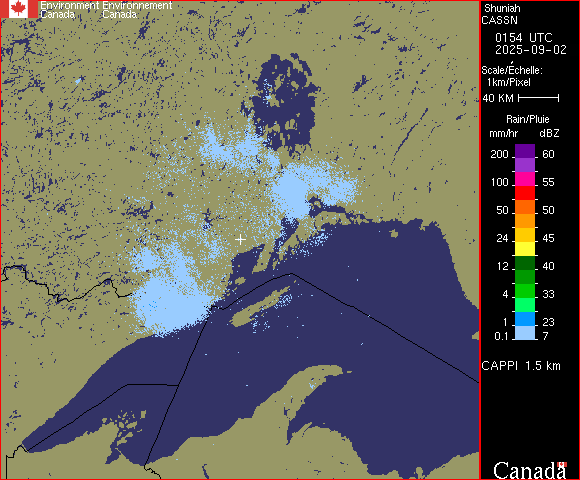 Environment Environnement
Canada Canada
Shuniah
CASSN
0154 UTC
2025-09-02
Scale/Échelle:
1km/Pixel
40 KM
Rain/Pluie
mm/hr dBZ
200 60
100 55
50 50
24 45
12 40
4 33
1 23
0.1 7
CAPPI 1.5 km
Canada